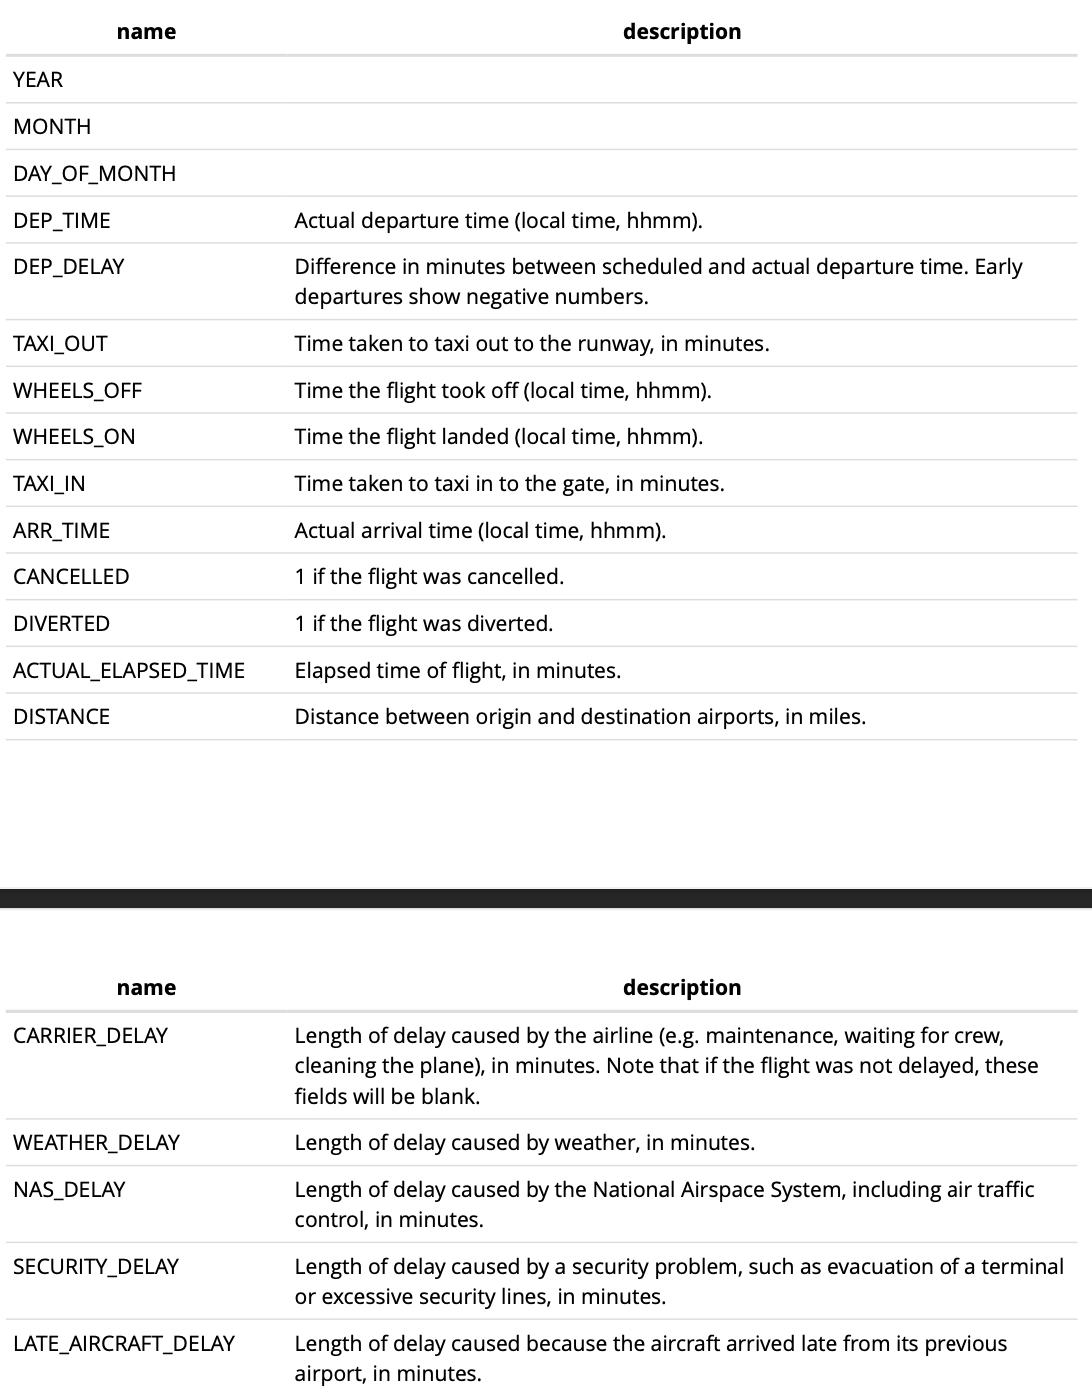 name description
YEAR
MONTH
DAY_OF_MONTH
DEP_TIME Actual departure time (local time, hhmm).
DEP_DELAY Difference in minutes between scheduled and actual departure time. Early
departures show negative numbers.
TAXI_OUT Time taken to taxi out to the runway, in minutes.
WHEELS_OFF Time the flight took off (local time, hhmm).
WHEELS_ON Time the flight landed (local time, hhmm).
TAXI_IN Time taken to taxi in to the gate, in minutes.
ARR_TIME Actual arrival time (local time, hhmm).
CANCELLED 1 if the flight was cancelled.
DIVERTED 1 if the flight was diverted.
ACTUAL_ELAPSED_TIME Elapsed time of flight, in minutes.
DISTANCE Distance between origin and destination airports, in miles.
name description
CARRIER_DELAY Length of delay caused by the airline (e.g. maintenance, waiting for crew,
cleaning the plane), in minutes. Note that if the flight was not delayed, these
fields will be blank.
WEATHER_DELAY Length of delay caused by weather, in minutes.
NAS_DELAY Length of delay caused by the National Airspace System, including air traffic
control, in minutes.
SECURITY_DELAY Length of delay caused by a security problem, such as evacuation of a terminal
or excessive security lines, in minutes.
LATE_AIRCRAFT_DELAY Length of delay caused because the aircraft arrived late from its previous
airport, in minutes.